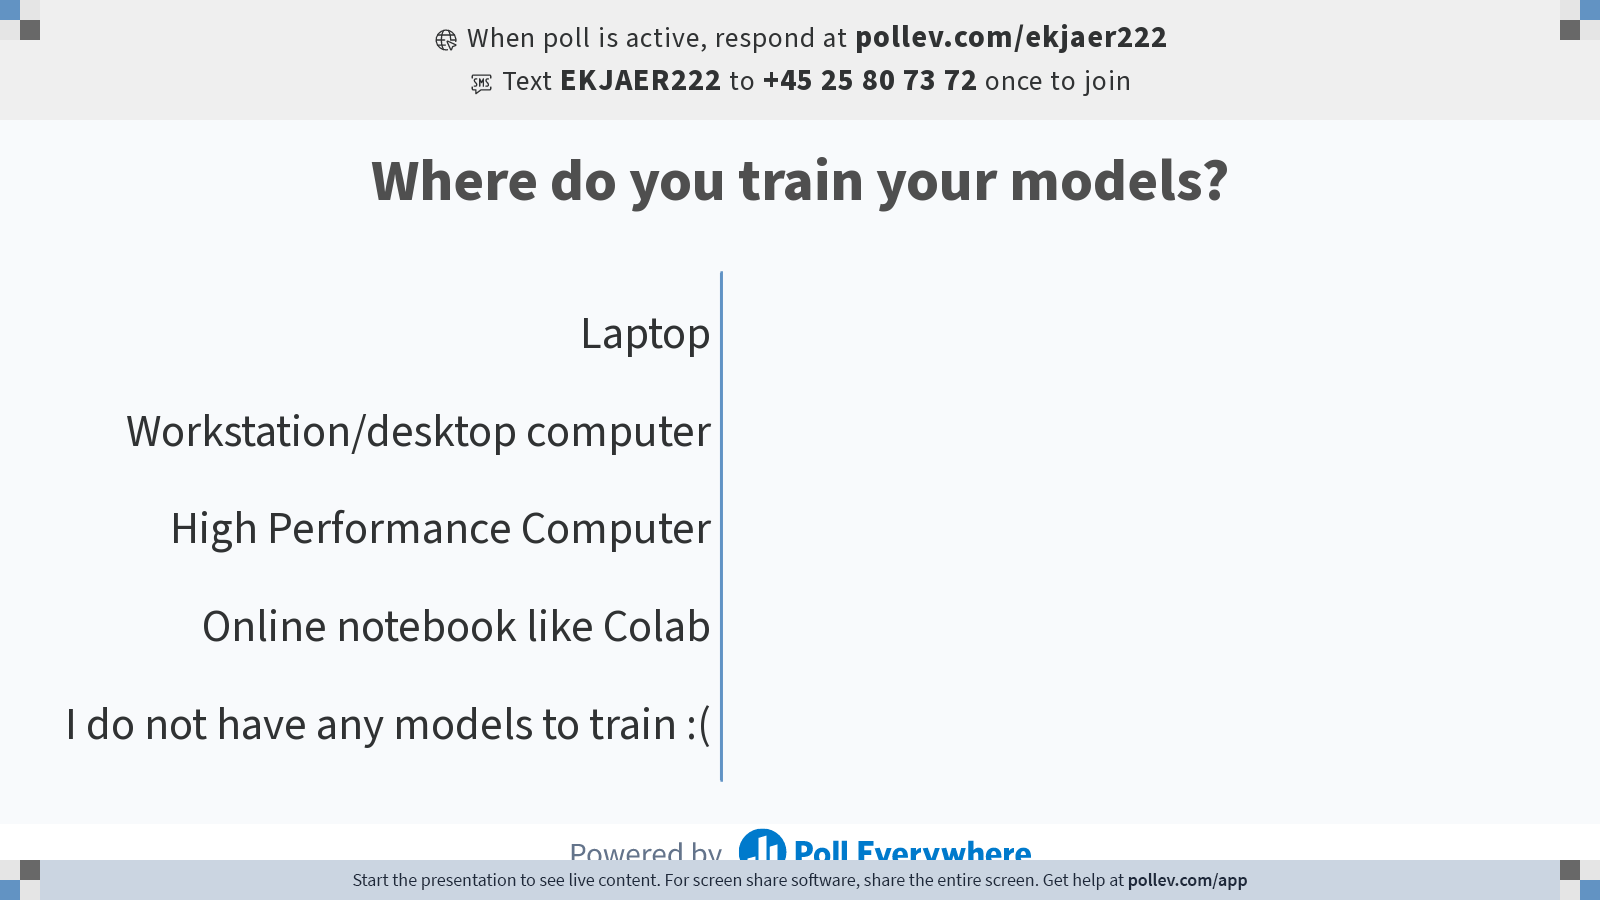 When poll is active, respond at pollev.com/ekjaer222
SMS Text EKJAER222 to +45 25 80 73 72 once to join
Where do you train your models?
Laptop
Workstation/desktop computer
High Performance Computer
Online notebook like Colab
I do not have any models to train :(
Powered by Poll Everywhere
Start the presentation to see live content. For screen share software, share the entire screen. Get help at pollev.com/app